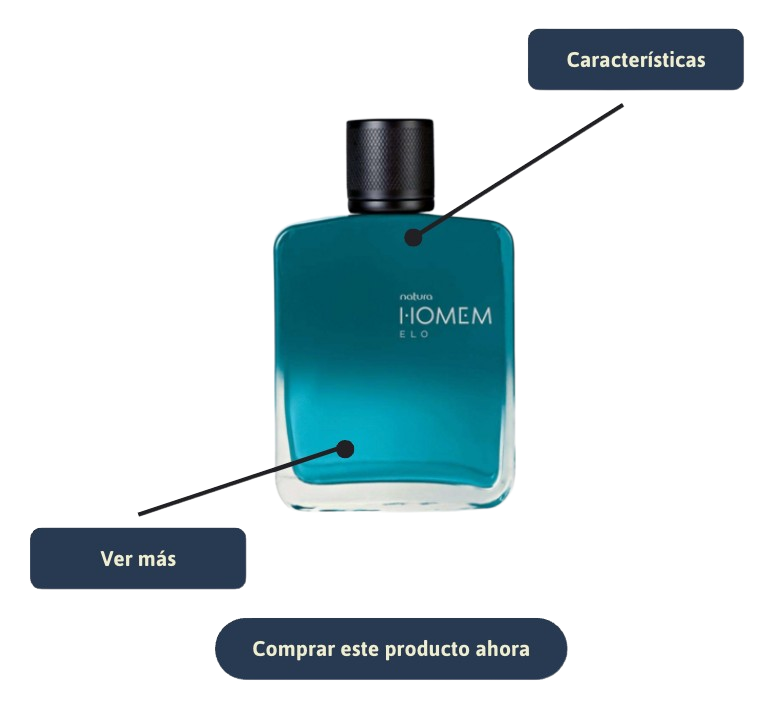 Características
natura
HOMEM
ELO
Ver más
Comprar este producto ahora